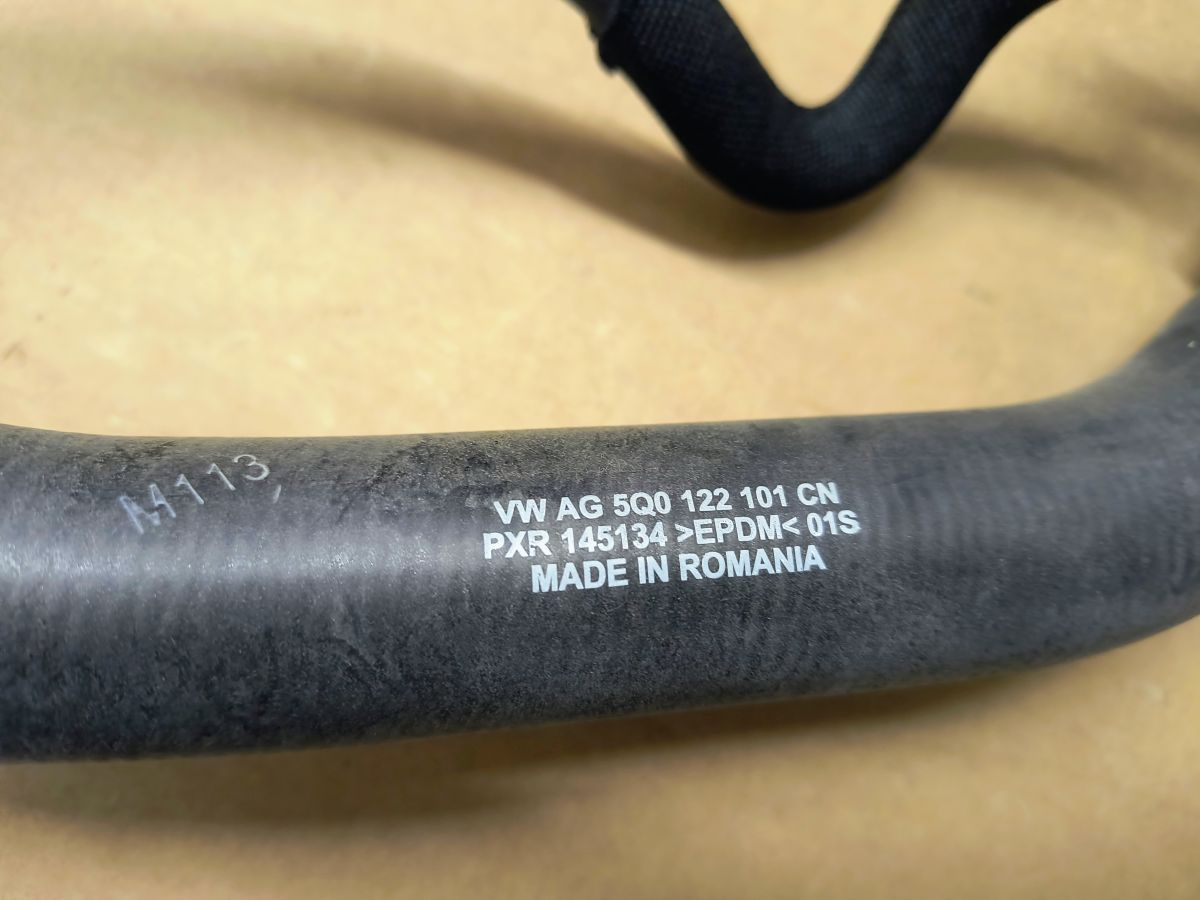 M113
VW AG 5Q0 122 101 CN
PXR 145134 >EPDM< 01S
MADE IN ROMANIA